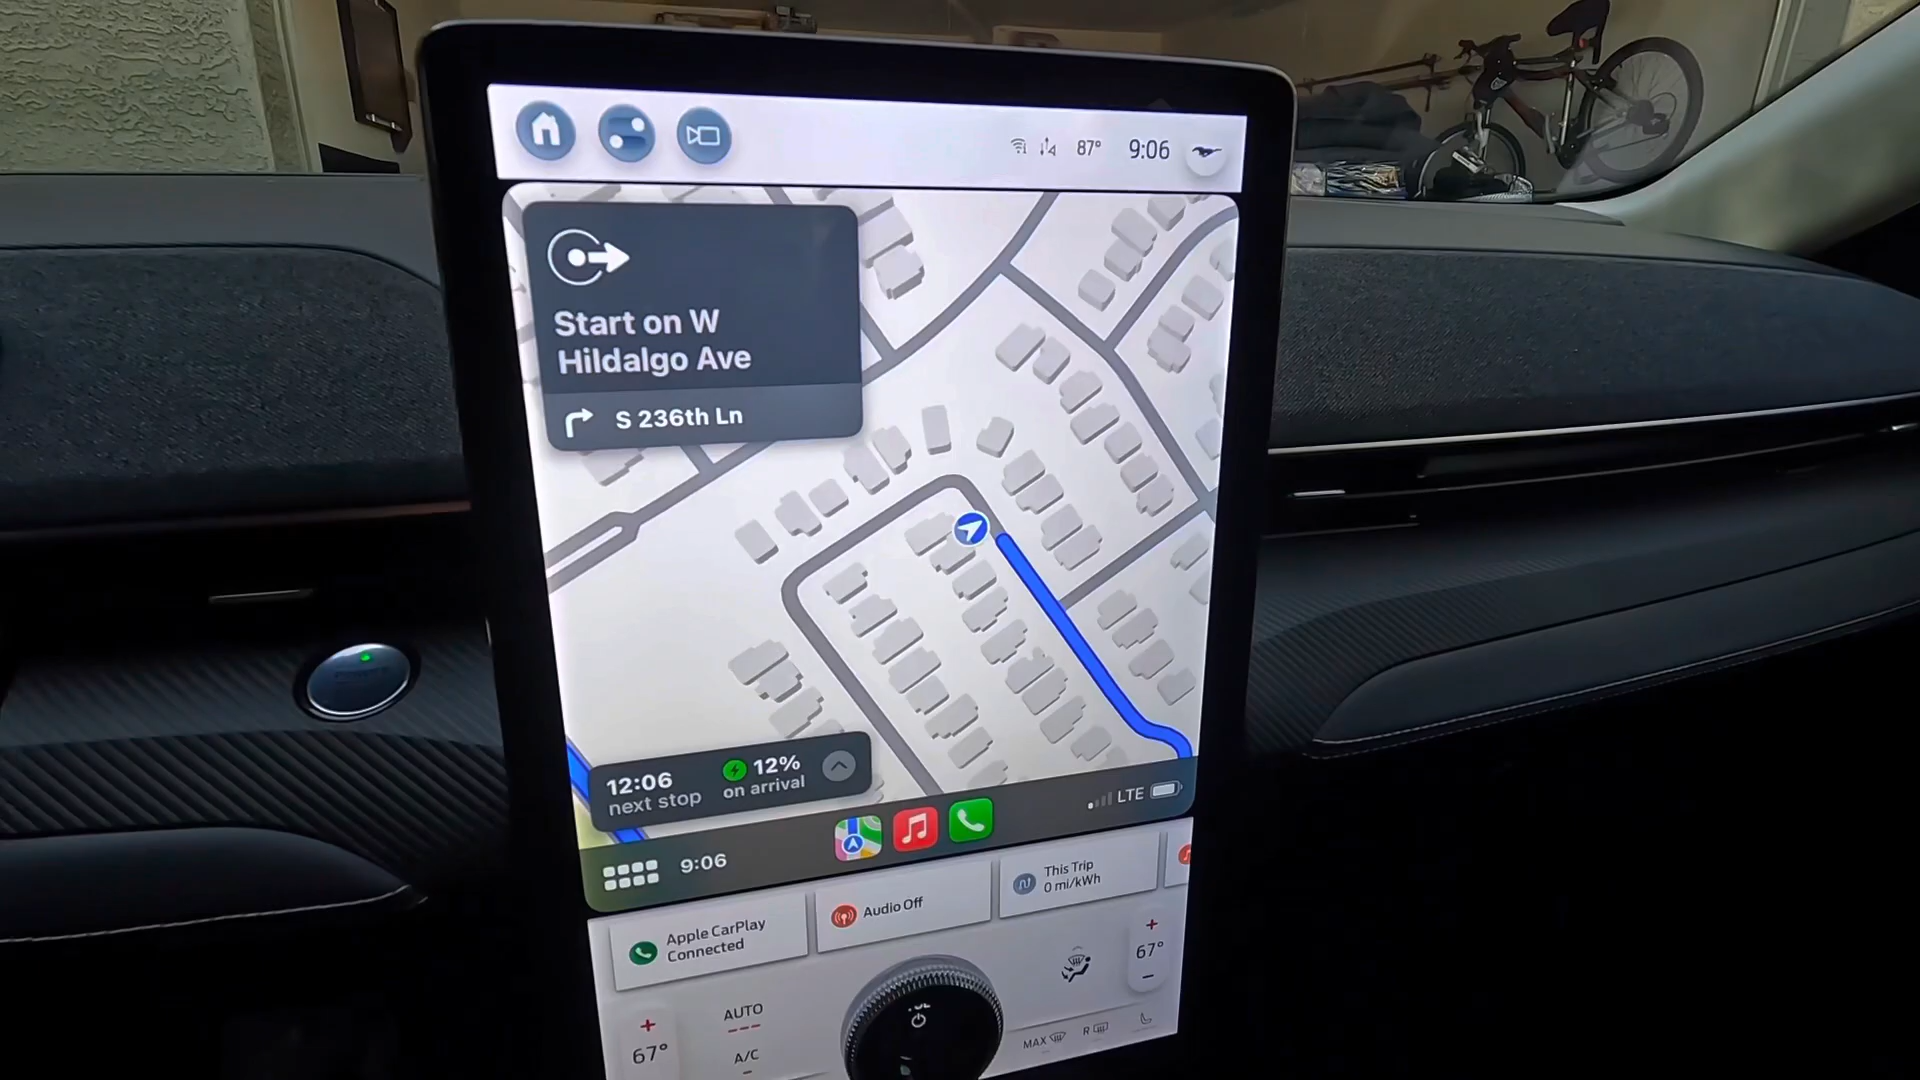 87° 9:06
Start on W
Hildalgo Ave
S 236th Ln
12:06
next stop
12%
on arrival
LTE
9:06
This Trip
0 mi/kWh
Audio Off
Apple CarPlay
Connected
67°
AUTO
A/C
67°
MAX R